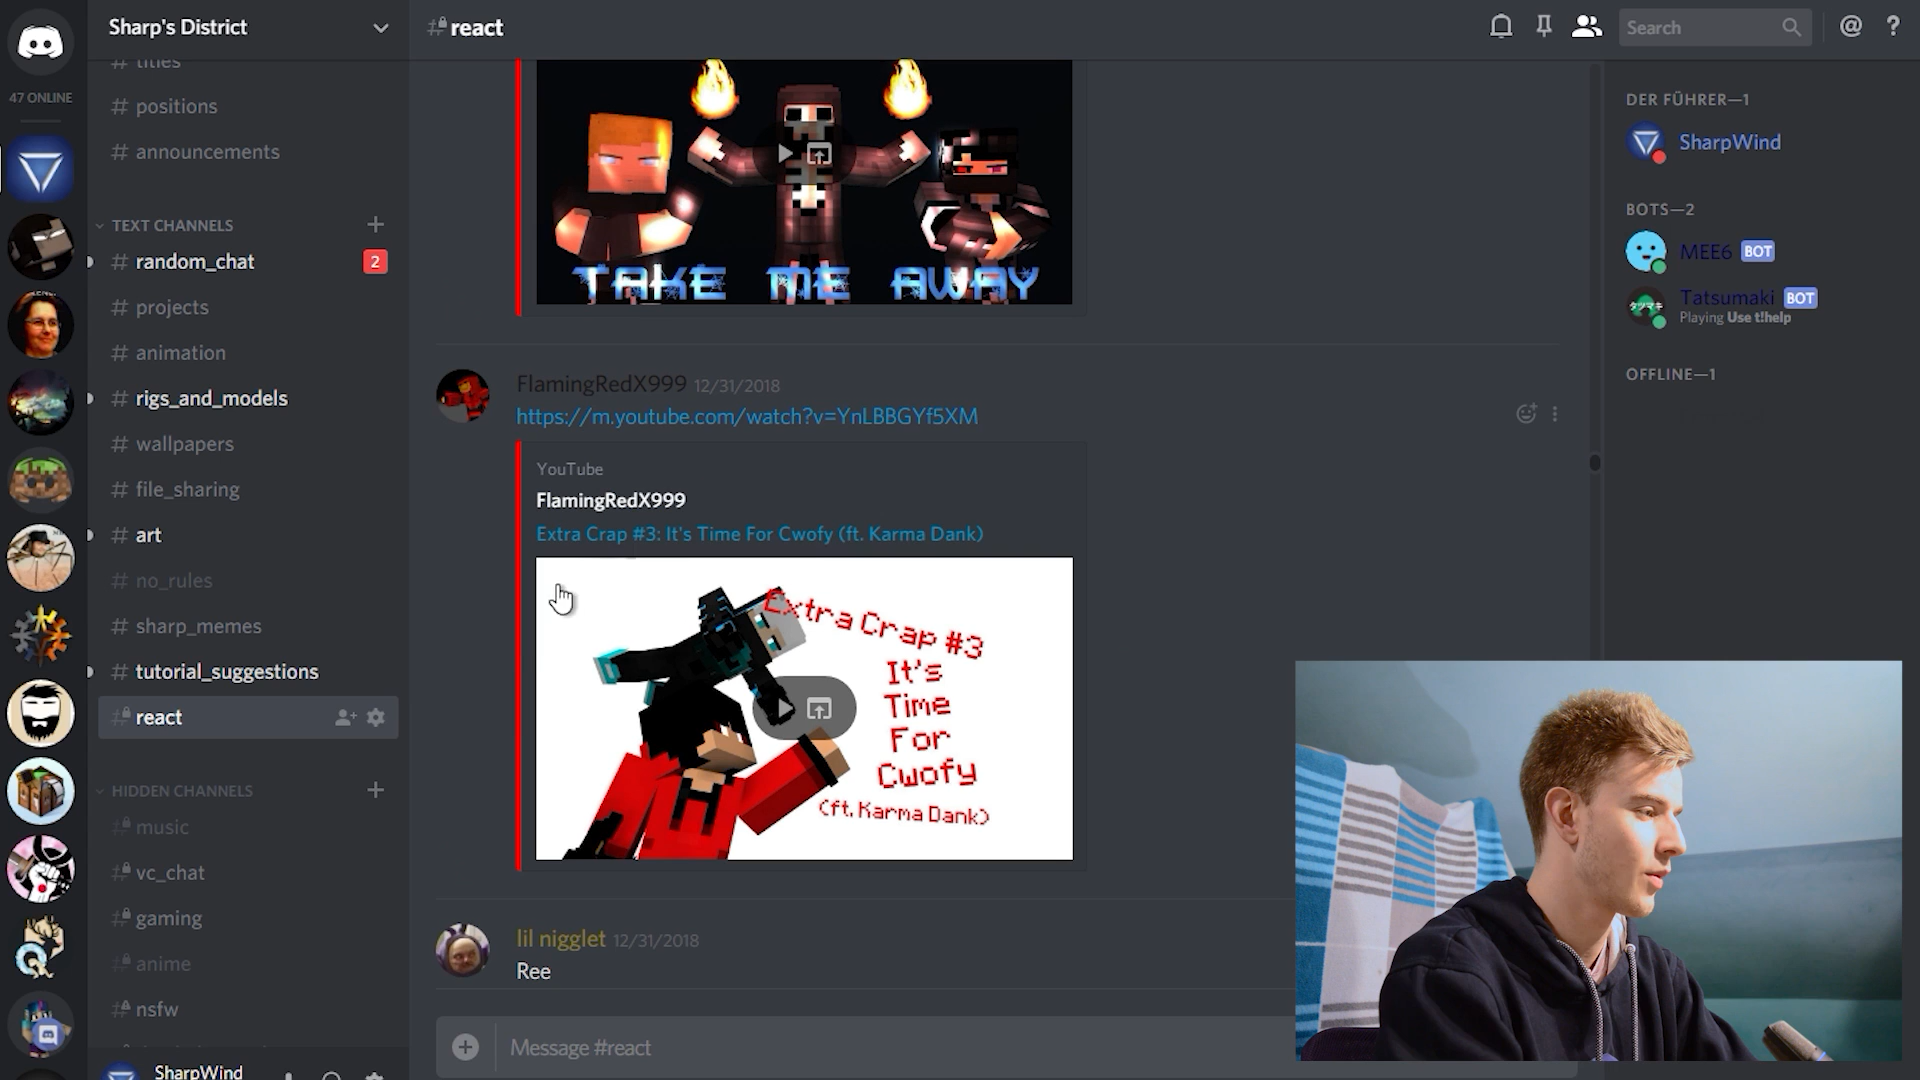 Sharp's District
react
Search
47 ONLINE
titles
positions
announcements
TEXT CHANNELS
random_chat
2
projects
animation
rigs_and_models
wallpapers
file_sharing
art
no_rules
sharp_memes
tutorial_suggestions
react
HIDDEN CHANNELS
music
vc_chat
gaming
anime
nsfw
SharpWind
TAKE ME AWAY
FlamingRedX999 12/31/2018
https://m.youtube.com/watch?v=YnLBBGYf5XM
YouTube
FlamingRedX999
Extra Crap #3: It's Time For Cwofy (ft. Karma Dank)
Extra Crap #3
It's
Time
For
Cwofy
(ft. Karma Dank)
lil nigglet 12/31/2018
Ree
Message #react
DER FÜHRER—1
SharpWind
BOTS—2
MEE6 BOT
Tatsumaki BOT
Playing Use t!help
OFFLINE—1